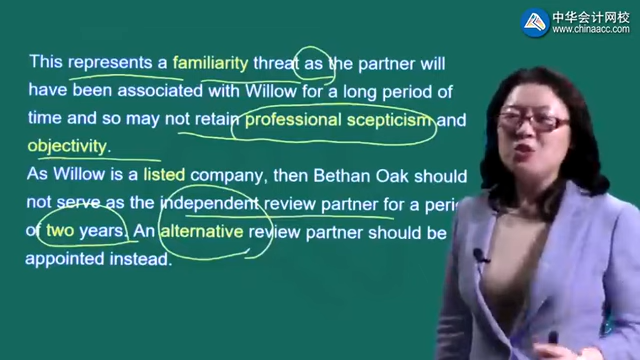 中华会计网校
www.chinaacc.com
This represents a familiarity threat as the partner will
have been associated with Willow for a long period of
time and so may not retain professional scepticism and
objectivity.
As Willow is a listed company, then Bethan Oak should
not serve as the independent review partner for a
of two years. An alternative review partner should be
appointed instead.